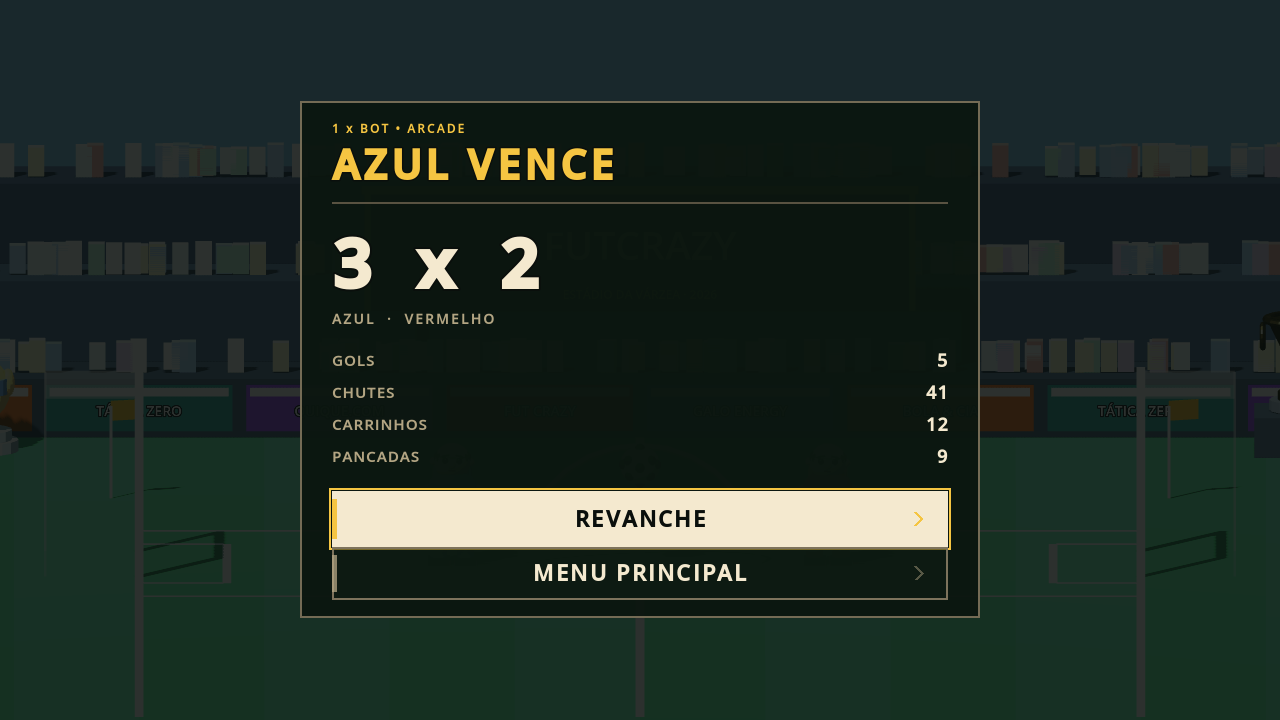 1 x BOT • ARCADE
AZUL VENCE
FUTCRAZY
3 x 2
AZUL · VERMELHO
GOLS 5
CHUTES 41
CARRINHOS 12
PANCADAS 9
REVANCHE
MENU PRINCIPAL